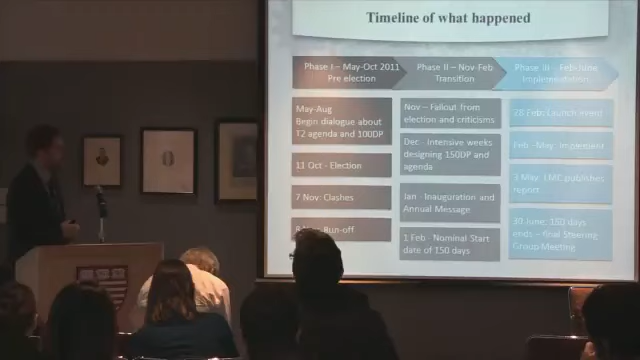 Timeline of what happened
Phase I – May-Oct 2011
Pre election
Phase II – Nov-Feb
Transition
Phase III – Feb-June
Implementation
May-Aug
Begin dialogue about
T2 agenda and 100DP
11 Oct - Election
7 Nov: Clashes
8 Nov: Run-off
Nov – Fallout from
election and criticisms
Dec - Intensive weeks
designing 150DP and
agenda
Jan - Inauguration and
Annual Message
1 Feb - Nominal Start
date of 150 days
28 Feb: Launch event
Feb –May: Implement
3 May: LMC publishes
report
30 June: 150 days
ends – final Steering
Group Meeting